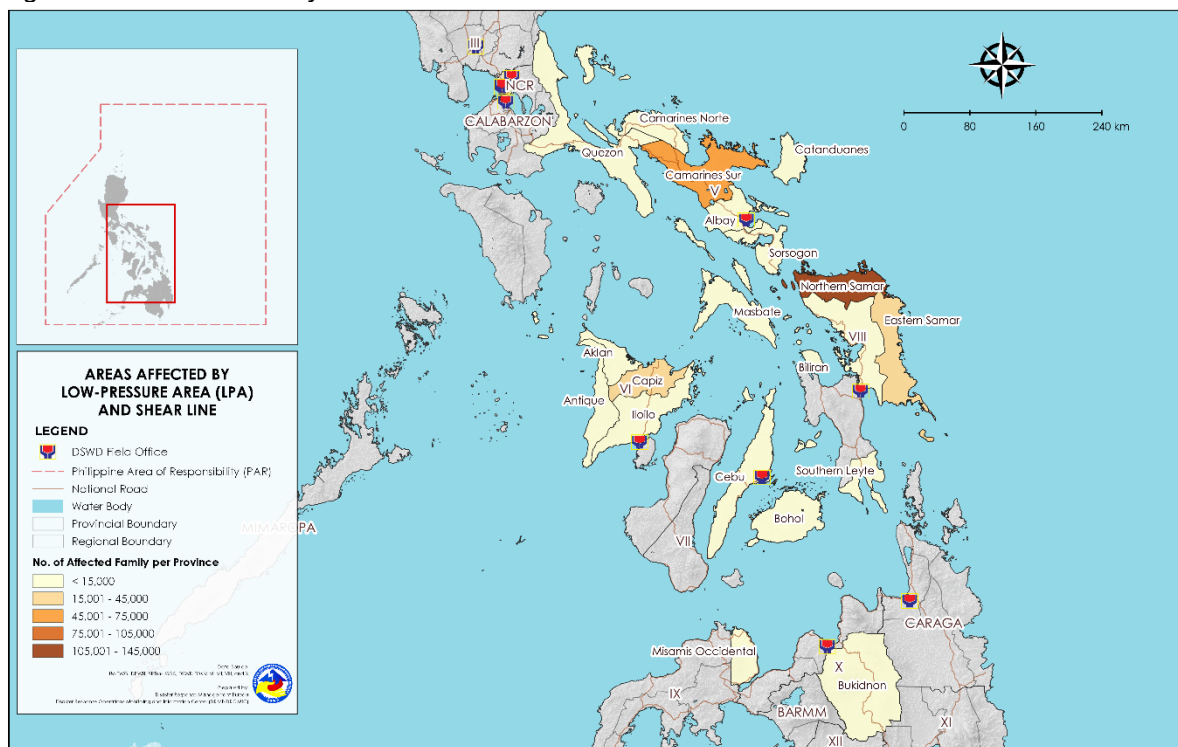 III
NCR
CALABARZON
Quezon
Camarines Norte
Camarines Sur
V
Catanduanes
Albay
Sorsogon
Northern Samar
Masbate
Eastern Samar
VIII
Biliran
Aklan
Capiz
VI
Antique
Iloilo
Cebu
Southern Leyte
Bohol
VII
MIMAROPA
CARAGA
Misamis Occidental
X
Bukidnon
IX
BARMM
XI
XII
0 80 160 240 km
AREAS AFFECTED BY
LOW-PRESSURE AREA (LPA)
AND SHEAR LINE
LEGEND
DSWD Field Office
Philippine Area of Responsibility (PAR)
National Road
Water Body
Provincial Boundary
Regional Boundary
No. of Affected Family per Province
< 15,000
15,001 - 45,000
45,001 - 75,000
75,001 - 105,000
105,001 - 145,000
Prepared by: